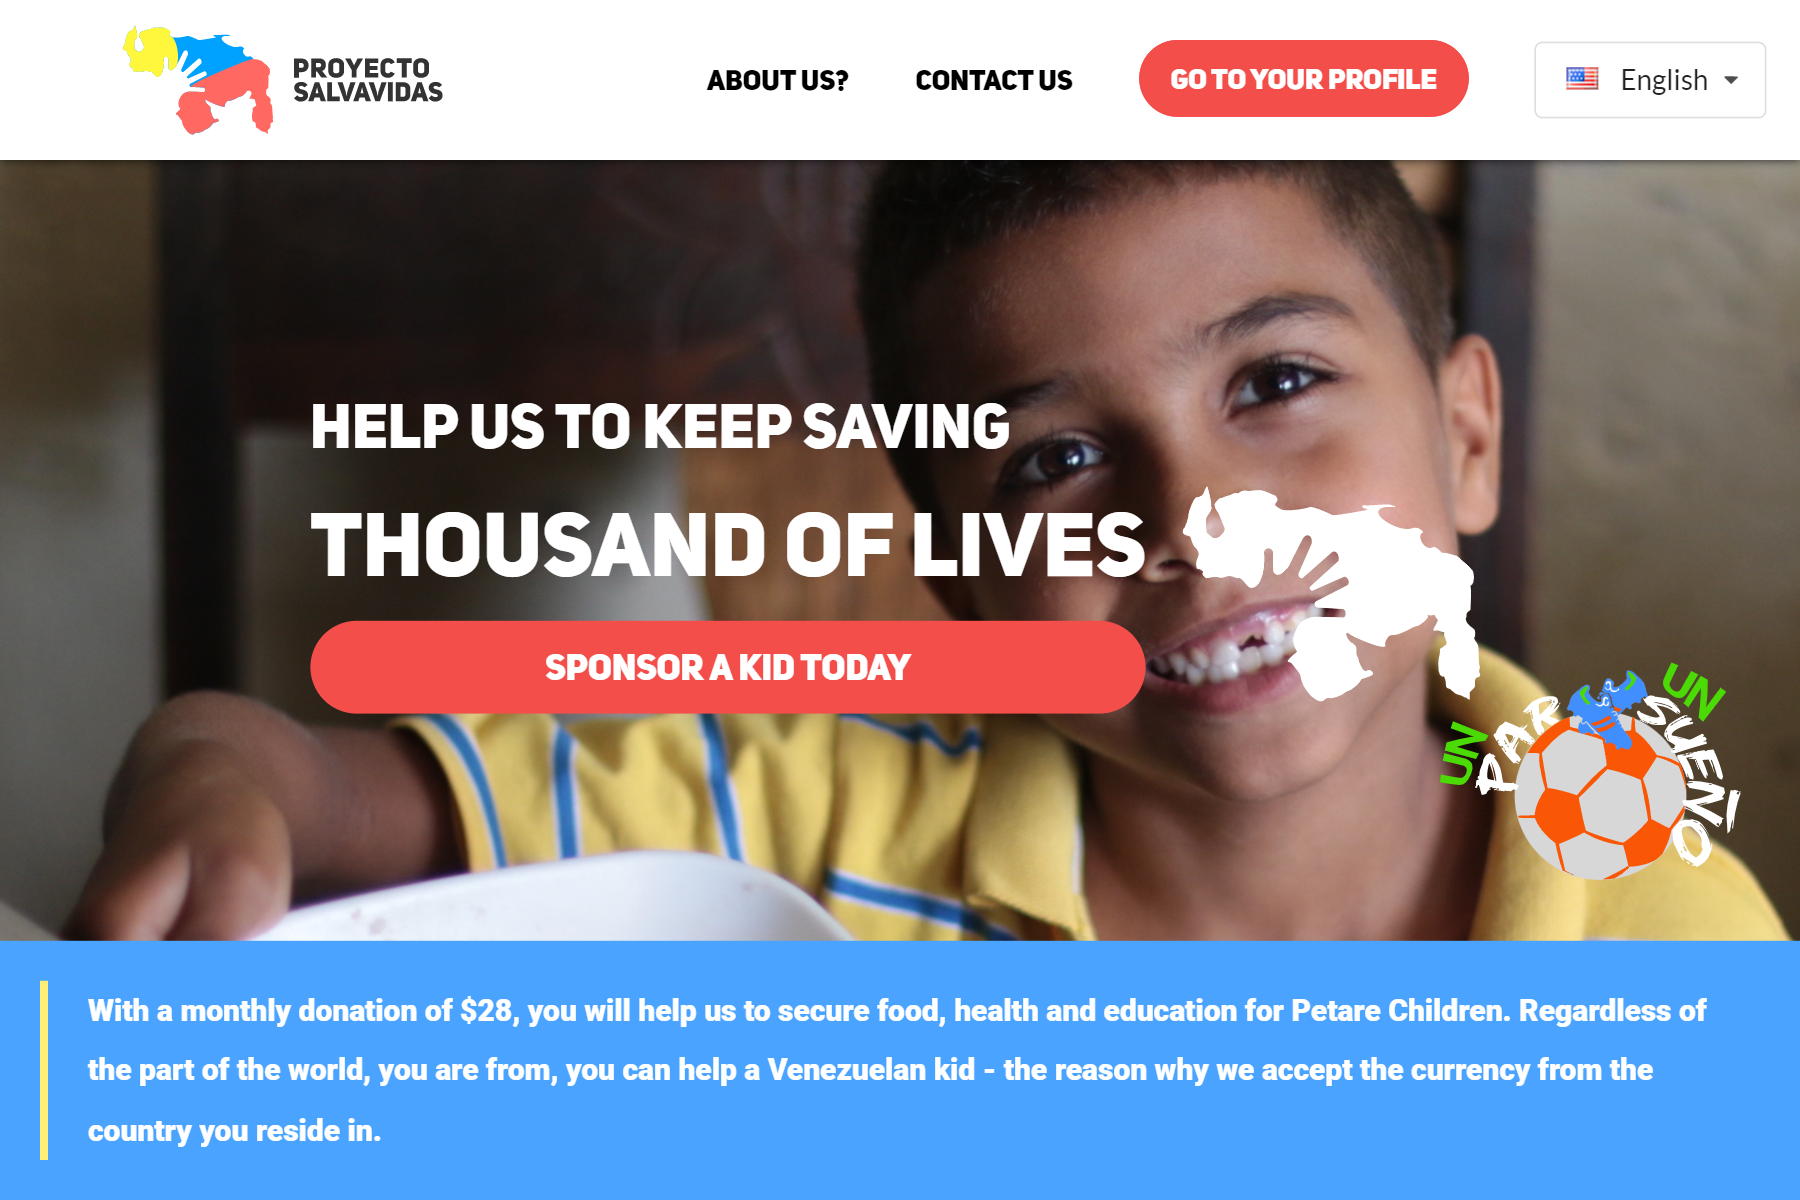 PROYECTO
SALVAVIDAS
ABOUT US?
CONTACT US
GO TO YOUR PROFILE
English
HELP US TO KEEP SAVING
THOUSAND OF LIVES
SPONSOR A KID TODAY
UN PAR UN SUEÑO
With a monthly donation of $28, you will help us to secure food, health and education for Petare Children. Regardless of
the part of the world, you are from, you can help a Venezuelan kid - the reason why we accept the currency from the
country you reside in.